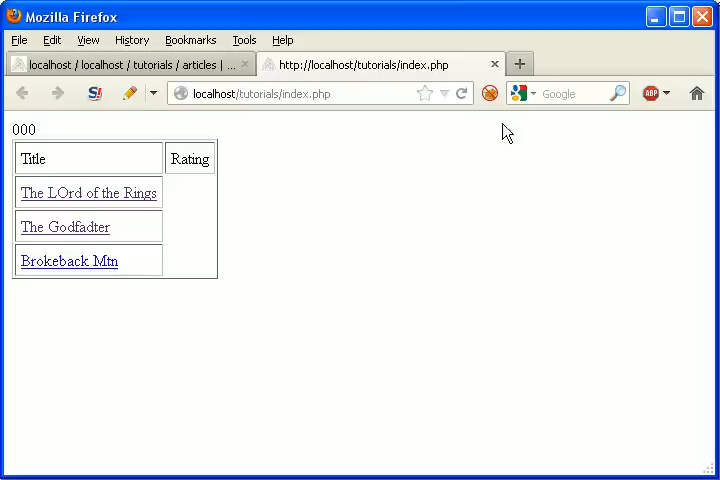 Mozilla Firefox
File Edit View History Bookmarks Tools Help
localhost / localhost / tutorials / articles | ... http://localhost/tutorials/index.php
S! localhost/tutorials/index.php Google ABP
000
Title Rating
The LOrd of the Rings
The Godfadter
Brokeback Mtn